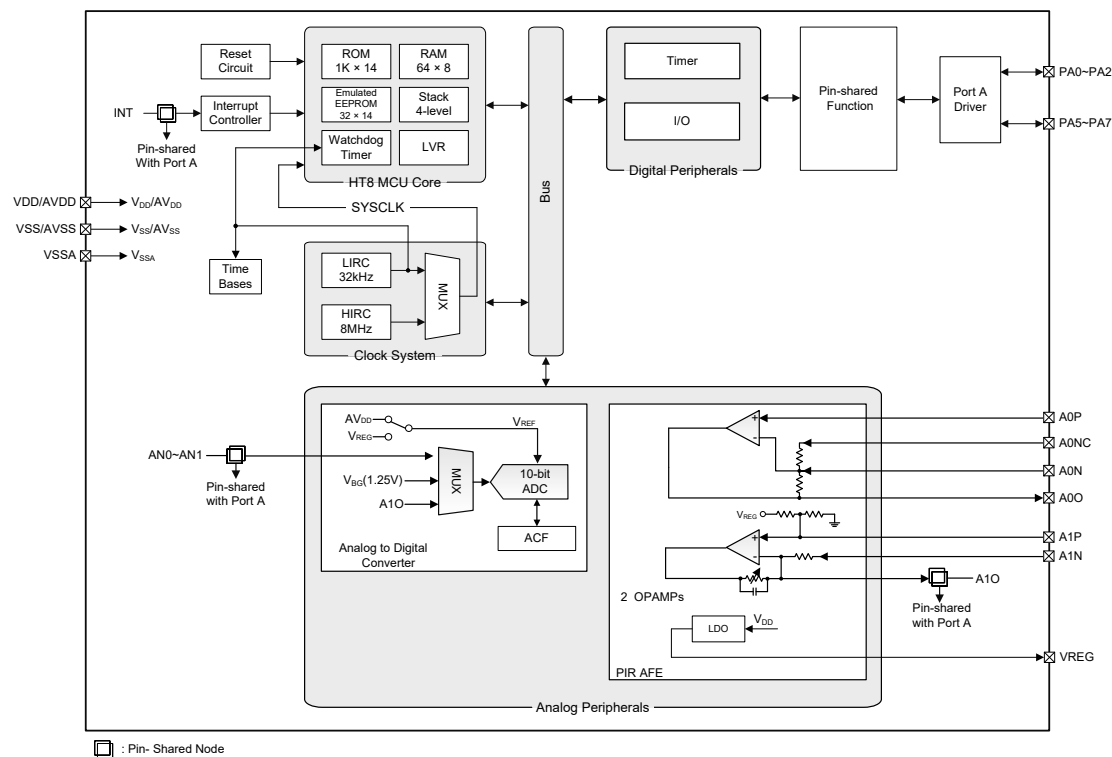 Reset
Circuit
INT
Pin-shared
With Port A
Interrupt
Controller
ROM
1K × 14
RAM
64 × 8
Emulated
EEPROM
32 × 14
Stack
4-level
Watchdog
Timer
LVR
HT8 MCU Core
SYSCLK
VDD/AVDD
VDD/AVDD
VSS/AVSS
VSS/AVSS
VSSA
VSSA
Time
Bases
LIRC
32kHz
HIRC
8MHz
MUX
Clock System
Bus
Timer
I/O
Digital Peripherals
Pin-shared
Function
Port A
Driver
PA0~PA2
PA5~PA7
AN0~AN1
Pin-shared
with Port A
AVDD
VREG
VREF
VBG(1.25V)
A1O
MUX
10-bit
ADC
ACF
Analog to Digital
Converter
+
-
VREG
+
-
2 OPAMPs
LDO
VDD
PIR AFE
A0P
A0NC
A0N
A0O
A1P
A1N
A1O
Pin-shared
with Port A
VREG
Analog Peripherals
: Pin- Shared Node